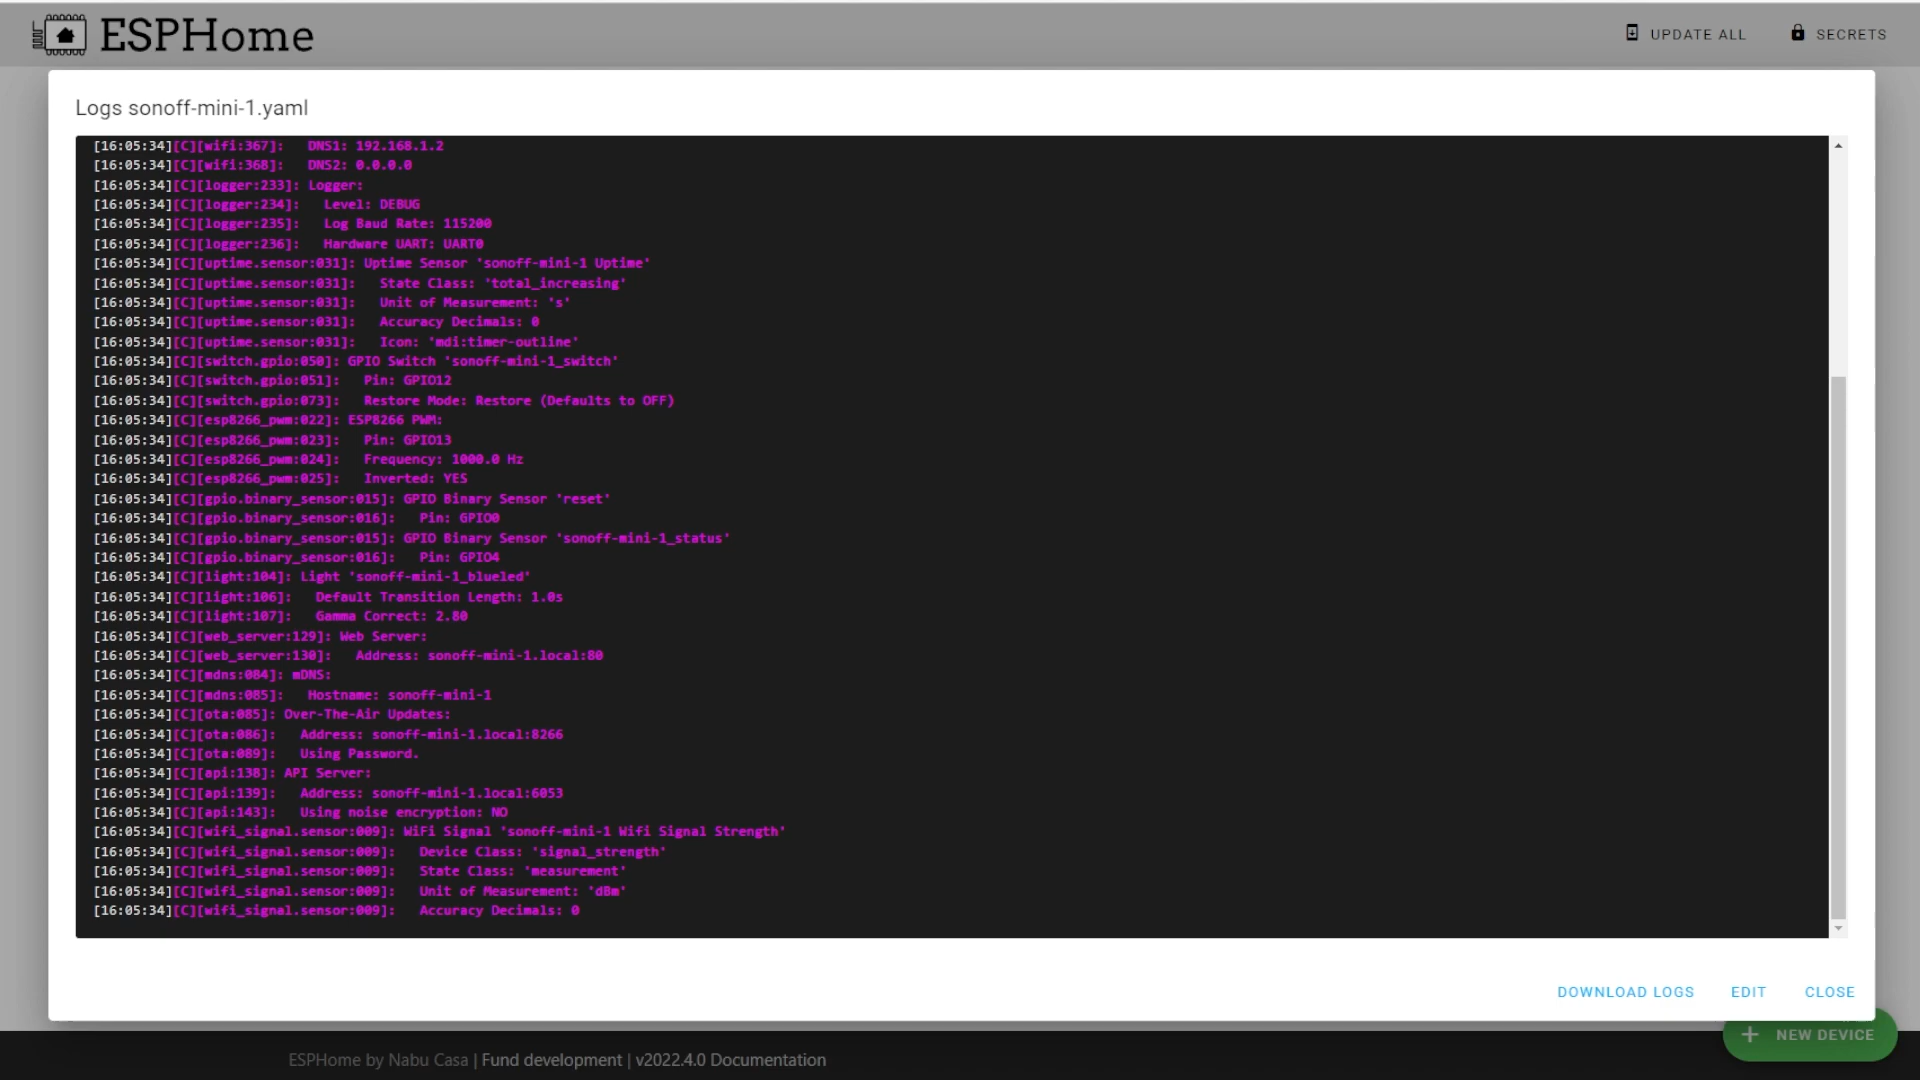 ESPHome
UPDATE ALL
SECRETS
Logs sonoff-mini-1.yaml
[16:05:34][C][wifi:367]:   DNS1: 192.168.1.2
[16:05:34][C][wifi:368]:   DNS2: 0.0.0.0
[16:05:34][C][logger:233]: Logger:
[16:05:34][C][logger:234]:   Level: DEBUG
[16:05:34][C][logger:235]:   Log Baud Rate: 115200
[16:05:34][C][logger:236]:   Hardware UART: UART0
[16:05:34][C][uptime.sensor:031]: Uptime Sensor 'sonoff-mini-1 Uptime'
[16:05:34][C][uptime.sensor:031]:   State Class: 'total_increasing'
[16:05:34][C][uptime.sensor:031]:   Unit of Measurement: 's'
[16:05:34][C][uptime.sensor:031]:   Accuracy Decimals: 0
[16:05:34][C][uptime.sensor:031]:   Icon: 'mdi:timer-outline'
[16:05:34][C][switch.gpio:050]: GPIO Switch 'sonoff-mini-1_switch'
[16:05:34][C][switch.gpio:051]:   Pin: GPIO12
[16:05:34][C][switch.gpio:073]:   Restore Mode: Restore (Defaults to OFF)
[16:05:34][C][esp8266_pwm:022]: ESP8266 PWM:
[16:05:34][C][esp8266_pwm:023]:   Pin: GPIO13
[16:05:34][C][esp8266_pwm:024]:   Frequency: 1000.0 Hz
[16:05:34][C][esp8266_pwm:025]:   Inverted: YES
[16:05:34][C][gpio.binary_sensor:015]: GPIO Binary Sensor 'reset'
[16:05:34][C][gpio.binary_sensor:016]:   Pin: GPIO0
[16:05:34][C][gpio.binary_sensor:015]: GPIO Binary Sensor 'sonoff-mini-1_status'
[16:05:34][C][gpio.binary_sensor:016]:   Pin: GPIO4
[16:05:34][C][light:104]: Light 'sonoff-mini-1_blueled'
[16:05:34][C][light:106]:   Default Transition Length: 1.0s
[16:05:34][C][light:107]:   Gamma Correct: 2.80
[16:05:34][C][web_server:129]: Web Server:
[16:05:34][C][web_server:130]:   Address: sonoff-mini-1.local:80
[16:05:34][C][mdns:084]: mDNS:
[16:05:34][C][mdns:085]:   Hostname: sonoff-mini-1
[16:05:34][C][ota:085]: Over-The-Air Updates:
[16:05:34][C][ota:086]:   Address: sonoff-mini-1.local:8266
[16:05:34][C][ota:089]:   Using Password.
[16:05:34][C][api:138]: API Server:
[16:05:34][C][api:139]:   Address: sonoff-mini-1.local:6053
[16:05:34][C][api:143]:   Using noise encryption: NO
[16:05:34][C][wifi_signal.sensor:009]: WiFi Signal 'sonoff-mini-1 Wifi Signal Strength'
[16:05:34][C][wifi_signal.sensor:009]:   Device Class: 'signal_strength'
[16:05:34][C][wifi_signal.sensor:009]:   State Class: 'measurement'
[16:05:34][C][wifi_signal.sensor:009]:   Unit of Measurement: 'dBm'
[16:05:34][C][wifi_signal.sensor:009]:   Accuracy Decimals: 0
DOWNLOAD LOGS
EDIT
CLOSE
+ NEW DEVICE
ESPHome by Nabu Casa | Fund development | v2022.4.0 Documentation